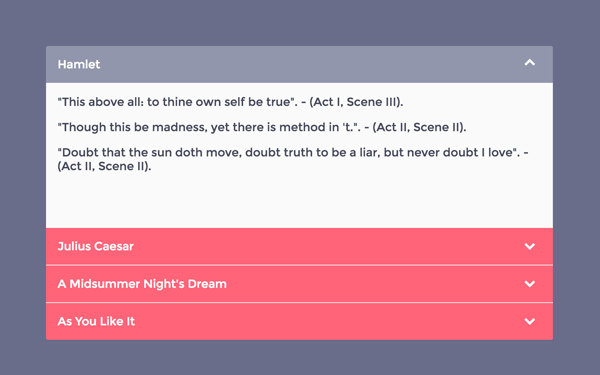 Hamlet
"This above all: to thine own self be true". - (Act I, Scene III).
"Though this be madness, yet there is method in 't.". - (Act II, Scene II).
"Doubt that the sun doth move, doubt truth to be a liar, but never doubt I love". -
(Act II, Scene II).
Julius Caesar
A Midsummer Night's Dream
As You Like It